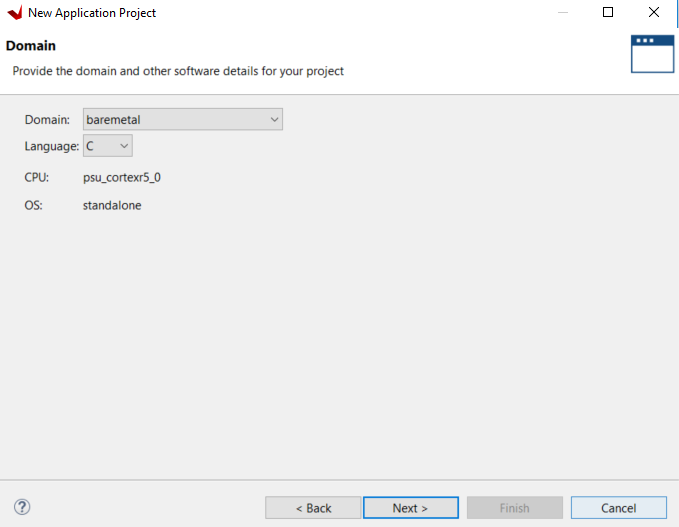 New Application Project
Domain
Provide the domain and other software details for your project
Domain: baremetal
Language: C
CPU: psu_cortexr5_0
OS: standalone
? < Back Next > Finish Cancel